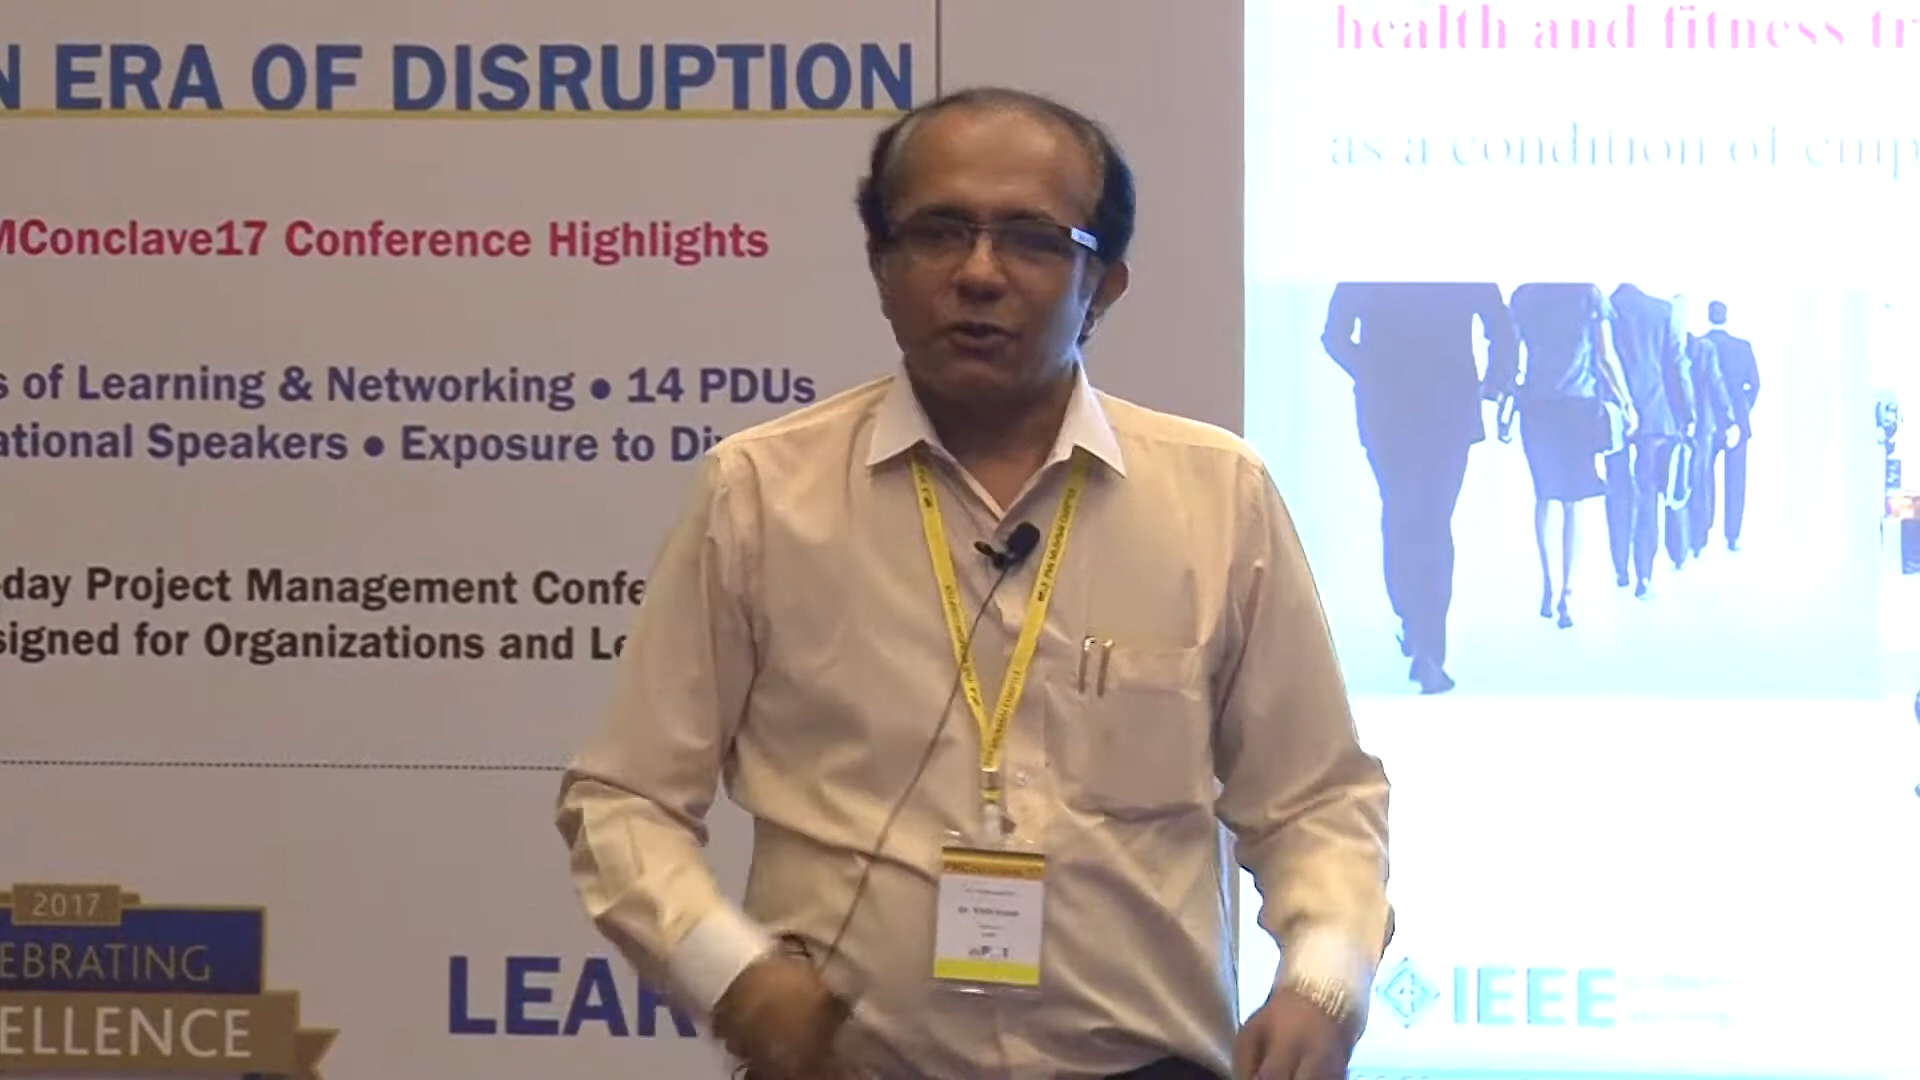 N ERA OF DISRUPTION
MConclave17 Conference Highlights
s of Learning & Networking • 14 PDUs
ational Speakers • Exposure to Di
-day Project Management Confe
signed for Organizations and Le
2017
EBRATING
ELLENCE
LEAR
health and fitness tr
as a condition of emp
IEEE